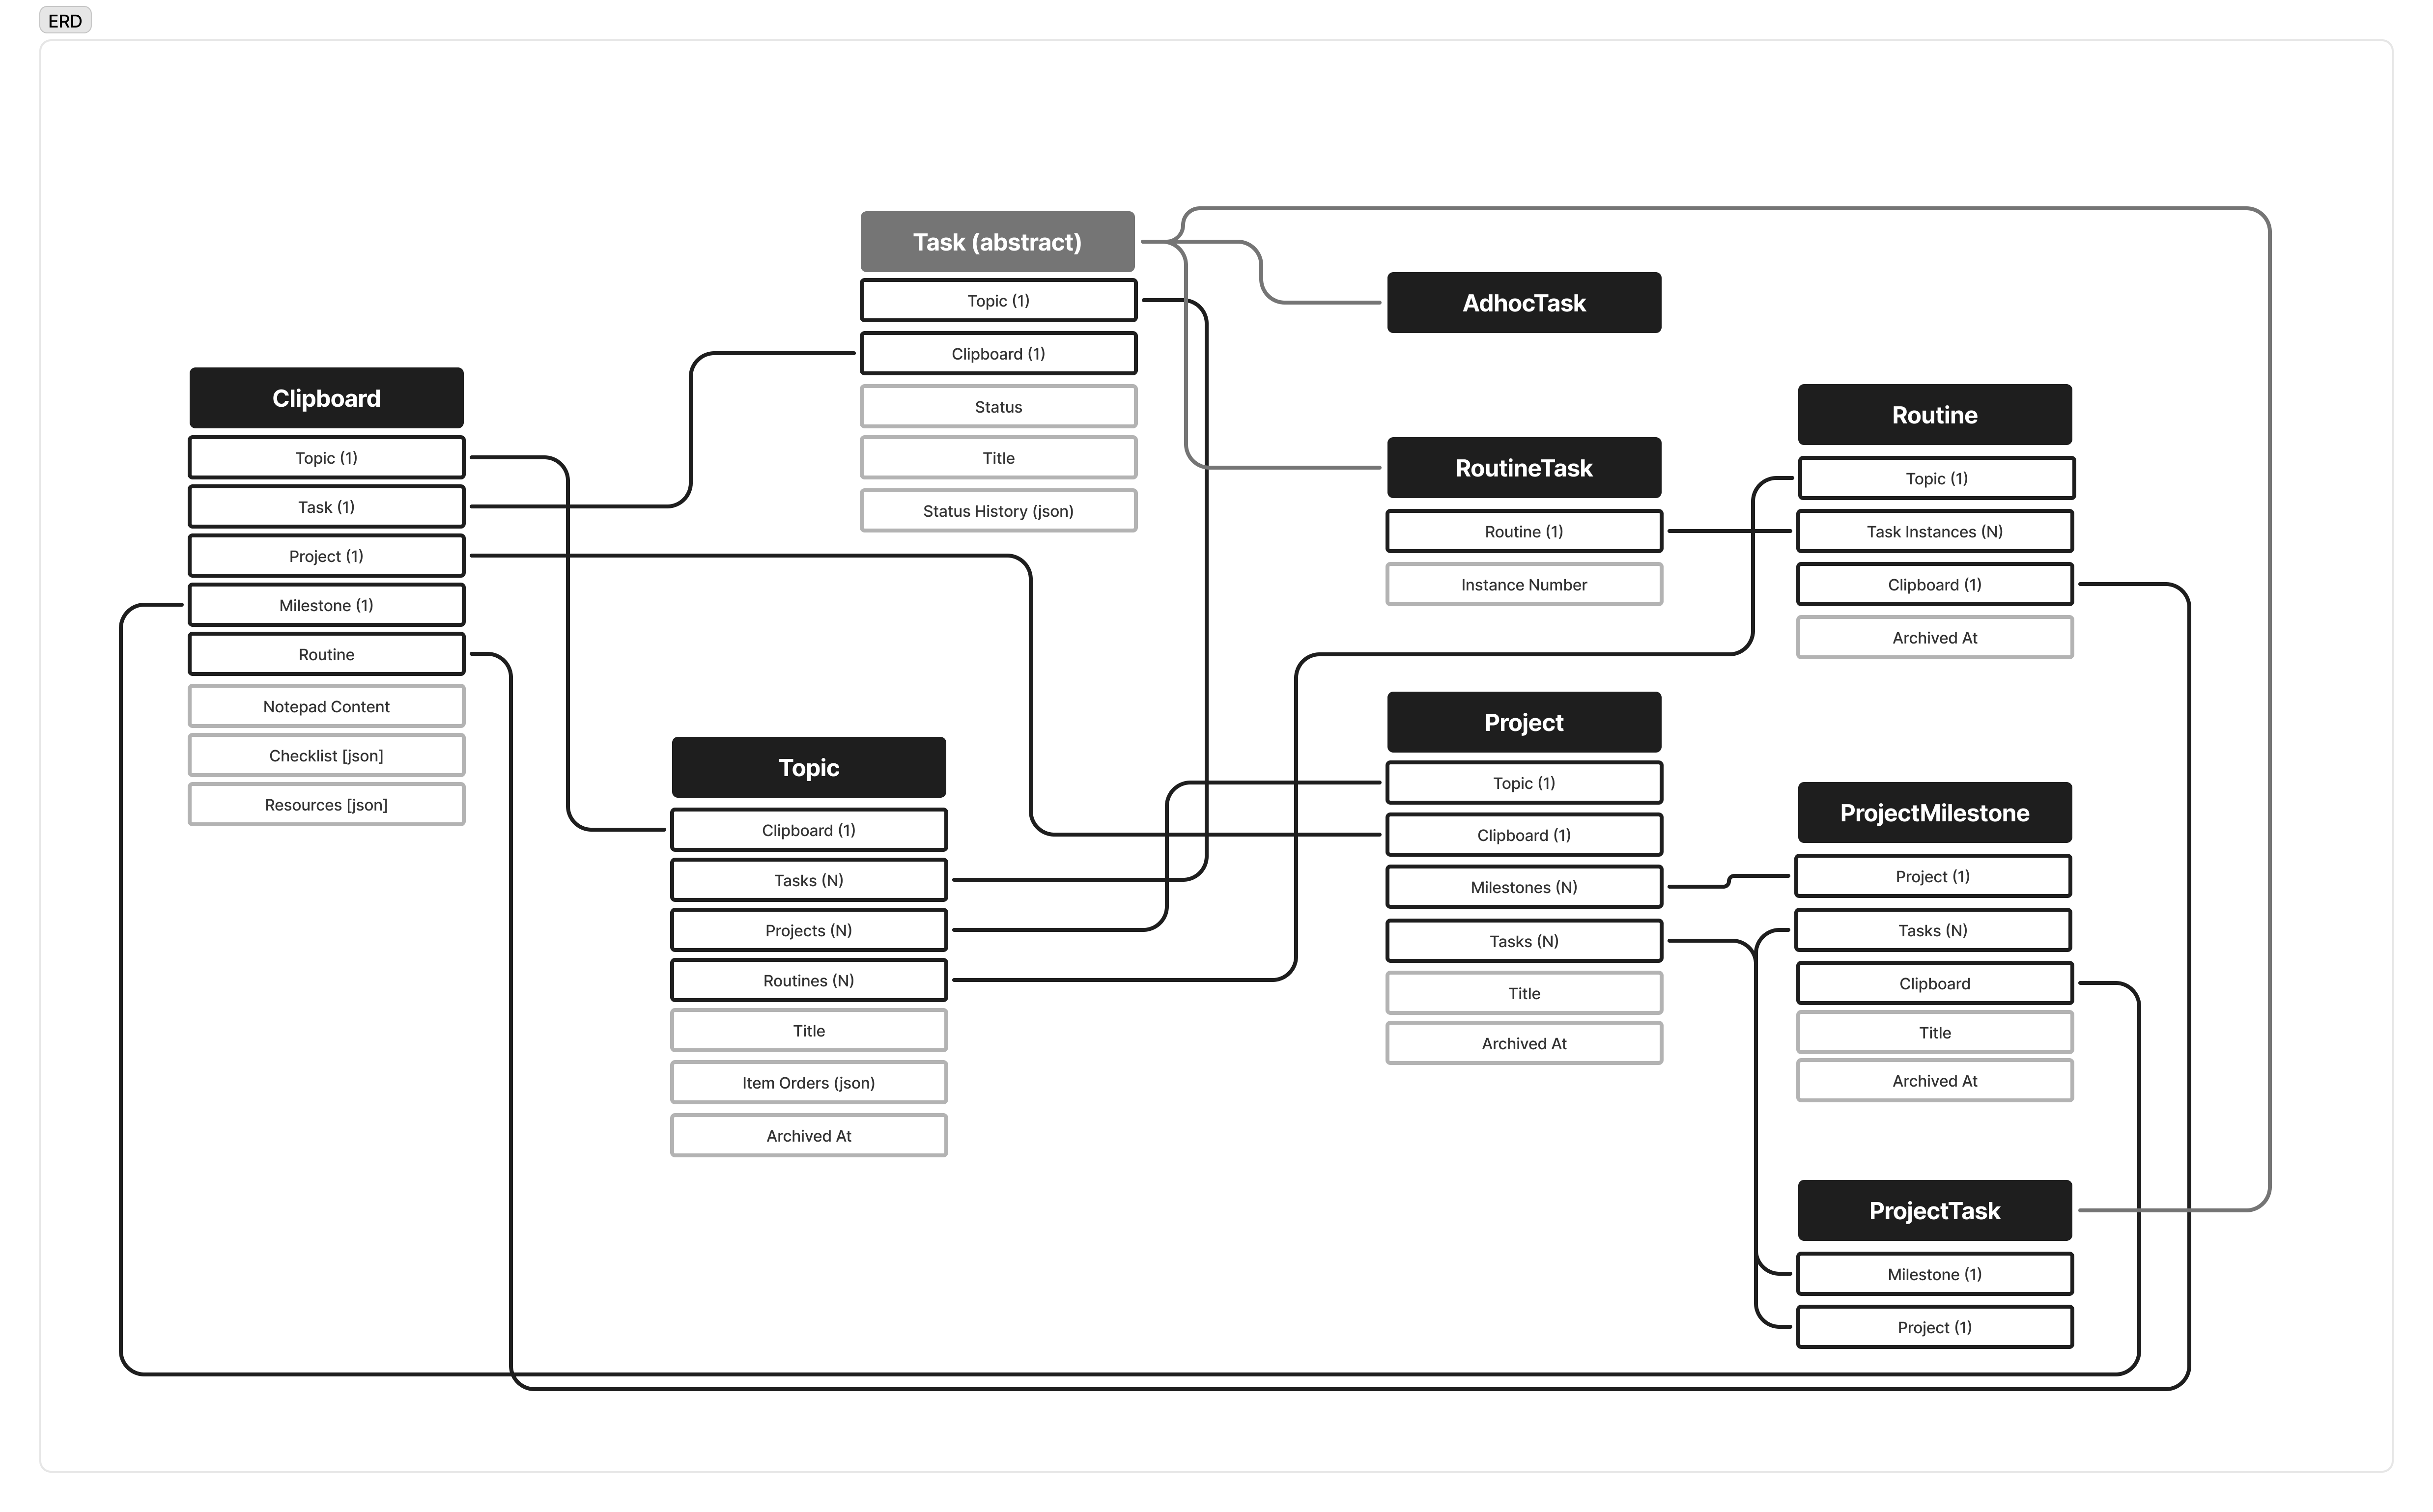 ERD
Task (abstract)
Topic (1)
Clipboard (1)
Status
Title
Status History (json)
AdhocTask
Clipboard
Topic (1)
Task (1)
Project (1)
Milestone (1)
Routine
Notepad Content
Checklist [json]
Resources [json]
RoutineTask
Routine (1)
Instance Number
Routine
Topic (1)
Task Instances (N)
Clipboard (1)
Archived At
Topic
Clipboard (1)
Tasks (N)
Projects (N)
Routines (N)
Title
Item Orders (json)
Archived At
Project
Topic (1)
Clipboard (1)
Milestones (N)
Tasks (N)
Title
Archived At
ProjectMilestone
Project (1)
Tasks (N)
Clipboard
Title
Archived At
ProjectTask
Milestone (1)
Project (1)